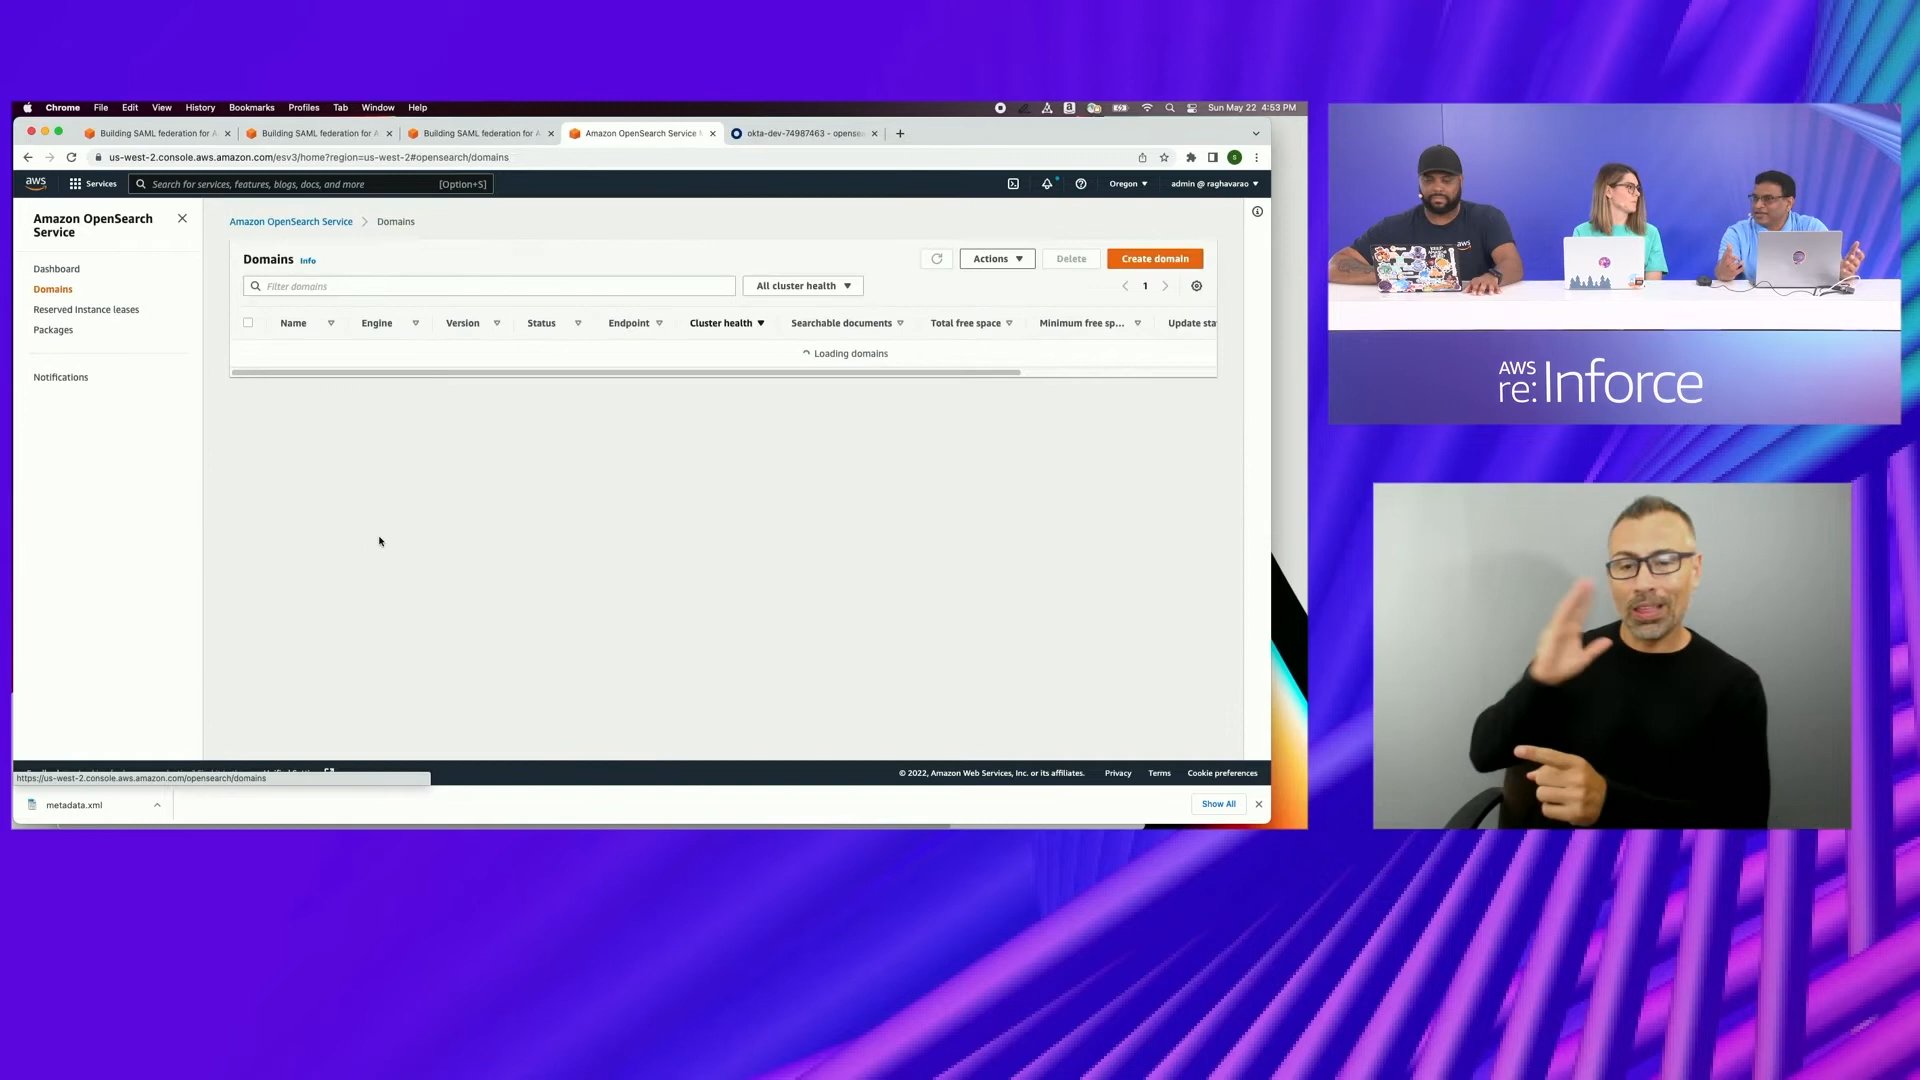 Chrome File Edit View History Bookmarks Profiles Tab Window Help
Sun May 22 4:53 PM
Building SAML federation for A
Building SAML federation for A
Building SAML federation for A
Amazon OpenSearch Service
okta-dev-74987463 - opense
us-west-2.console.aws.amazon.com/esv3/home?region=us-west-2#opensearch/domains
S
aws
Services
Search for services, features, blogs, docs, and more
[Option+S]
Oregon
admin @ raghavarao
Amazon OpenSearch
Service
Dashboard
Domains
Reserved Instance leases
Packages
Notifications
Amazon OpenSearch Service
Domains
Domains
Info
Actions
Delete
Create domain
Filter domains
All cluster health
1
Name
Engine
Version
Status
Endpoint
Cluster health
Searchable documents
Total free space
Minimum free sp...
Update sta
Loading domains
© 2022, Amazon Web Services, Inc. or its affiliates.
Privacy
Terms
Cookie preferences
https://us-west-2.console.aws.amazon.com/opensearch/domains
metadata.xml
Show All
aws
AWS
re:Inforce